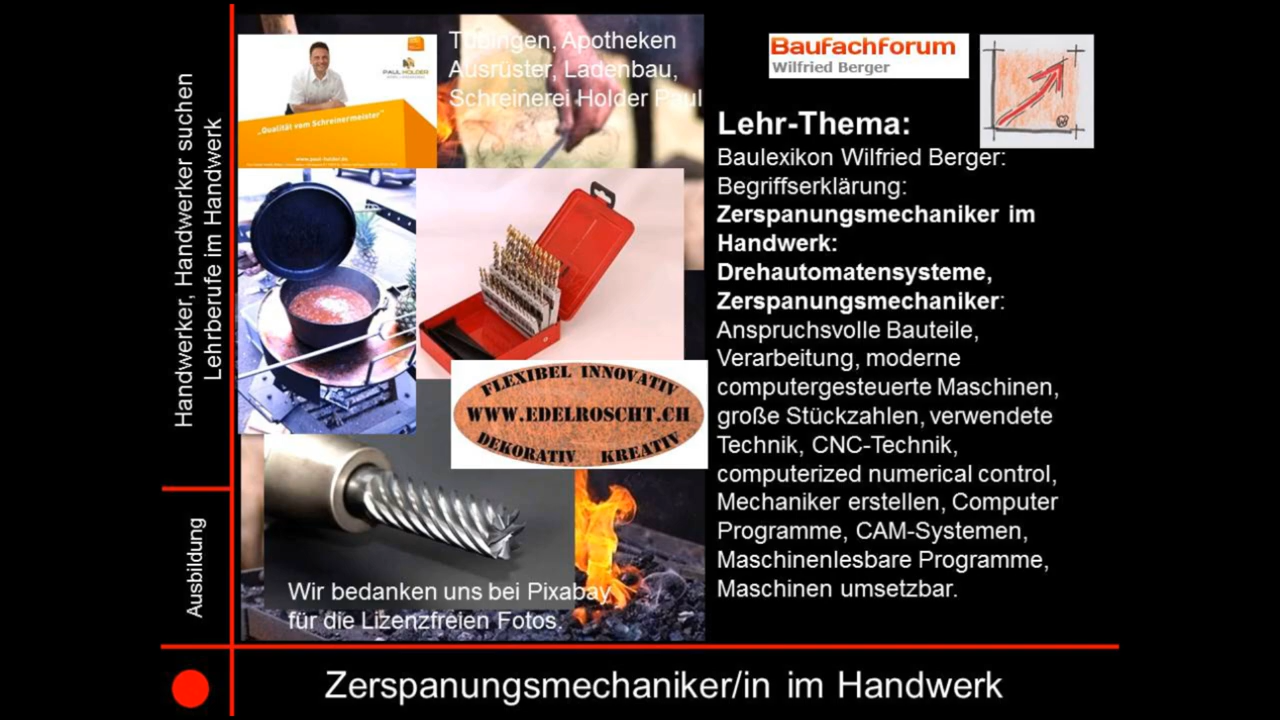 Handwerker, Handwerker suchen
Lehrberufe im Handwerk
Ausbildung
PAUL HOLDER
„Qualität vom Schreinermeister“
www.paul-holder.de
Tübingen, Apotheken
Ausrüster, Ladenbau,
Schreinerei Holder Paul
FLEXIBEL INNOVATIV
WWW.EDELROSCHT.CH
DEKORATIV KREATIV
Wir bedanken uns bei Pixabay
für die Lizenzfreien Fotos.
Baufachforum
Wilfried Berger
Lehr-Thema:
Baulexikon Wilfried Berger:
Begriffserklärung:
Zerspanungsmechaniker im
Handwerk:
Drehautomatensysteme,
Zerspanungsmechaniker:
Anspruchsvolle Bauteile,
Verarbeitung, moderne
computergesteuerte Maschinen,
große Stückzahlen, verwendete
Technik, CNC-Technik,
computerized numerical control,
Mechaniker erstellen, Computer
Programme, CAM-Systemen,
Maschinenlesbare Programme,
Maschinen umsetzbar.
Zerspanungsmechaniker/in im Handwerk